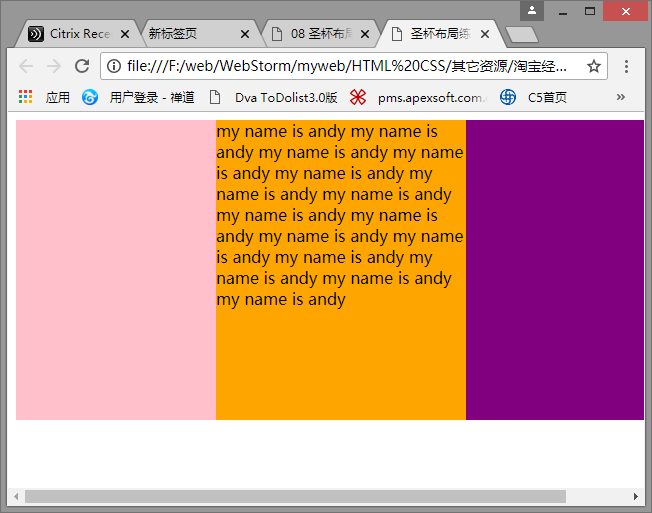 Citrix Rece
新标签页
08 圣杯布局
圣杯布局练
file:///F:/web/WebStorm/myweb/HTML%20CSS/其它资源/淘宝经...
应用
用户登录 - 禅道
Dva ToDolist3.0版
pms.apexsoft.com.c
C5首页
»
my name is andy my name is
andy my name is andy my name
is andy my name is andy my
name is andy my name is andy
my name is andy my name is
andy my name is andy my name
is andy my name is andy my
name is andy my name is andy
my name is andy